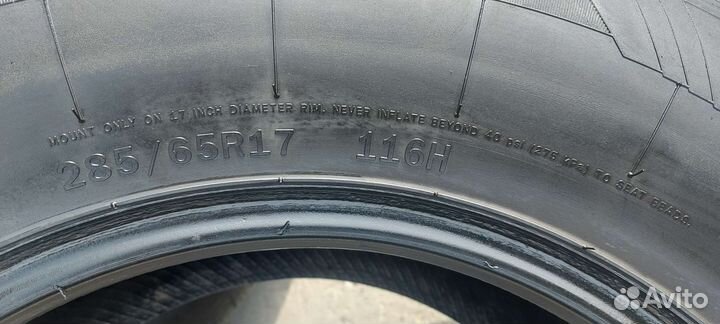 MOUNT ONLY ON 17 INCH DIAMETER RIM. NEVER INFLATE BEYOND 40 psi (275 KPa) TO SEAT BEADS.
285/65R17 116H
Avito